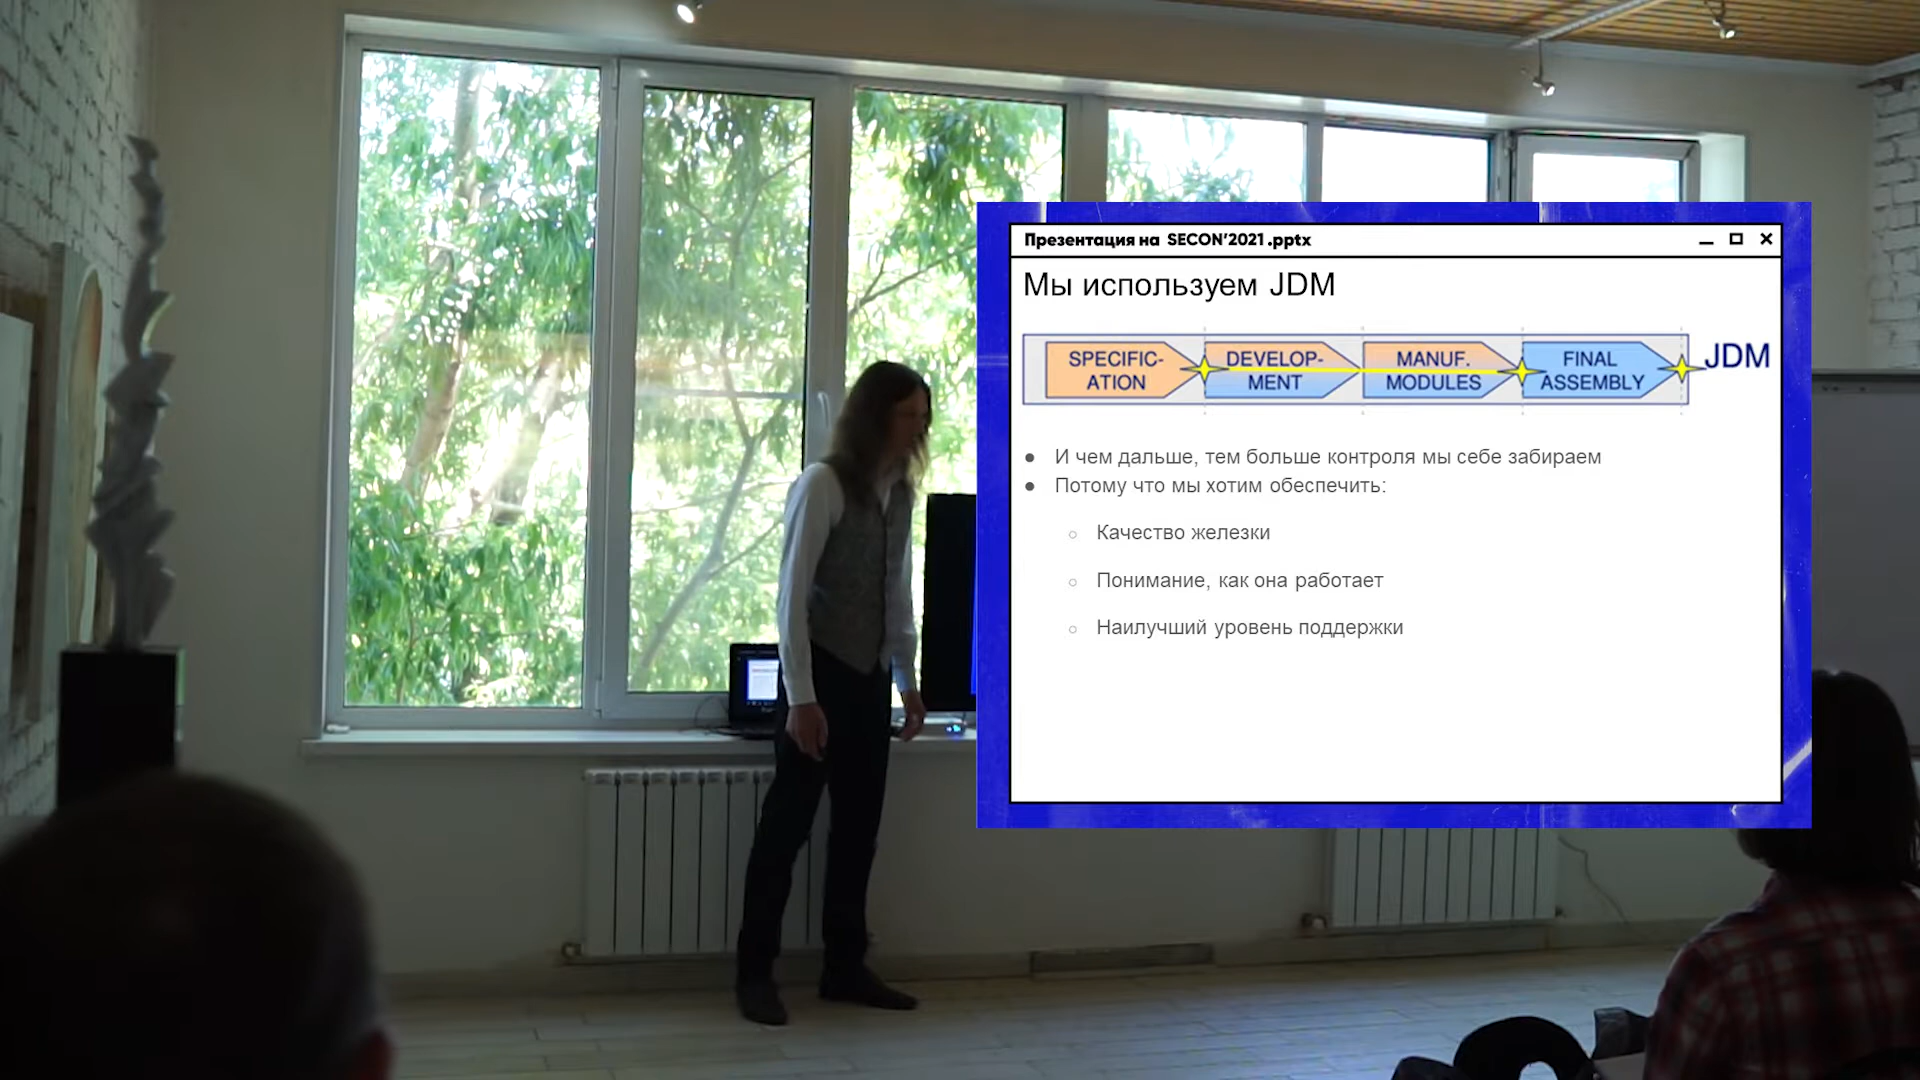 Презентация на SECON'2021.pptx
Мы используем JDM
SPECIFIC-
ATION
DEVELOP-
MENT
MANUF.
MODULES
FINAL
ASSEMBLY
JDM
● И чем дальше, тем больше контроля мы себе забираем
● Потому что мы хотим обеспечить:
○ Качество железки
○ Понимание, как она работает
○ Наилучший уровень поддержки